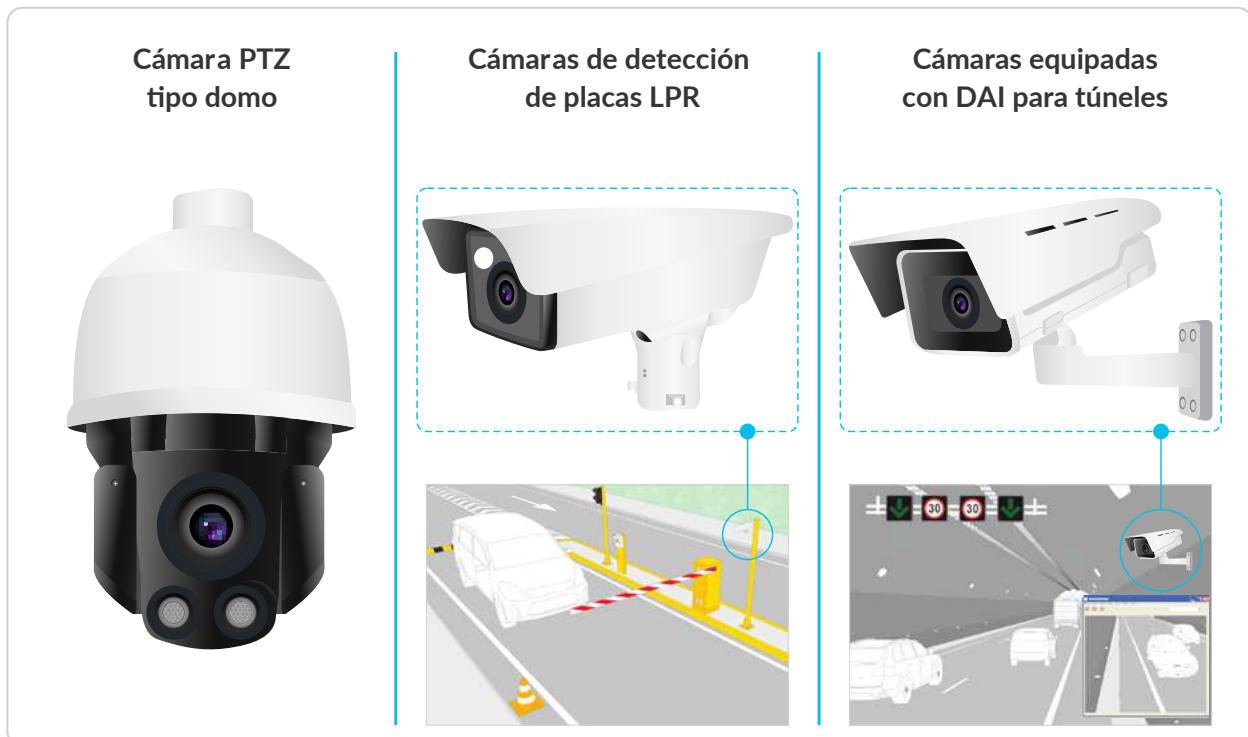 Cámara PTZ
tipo domo
Cámaras de detección
de placas LPR
Cámaras equipadas
con DAI para túneles
30
30